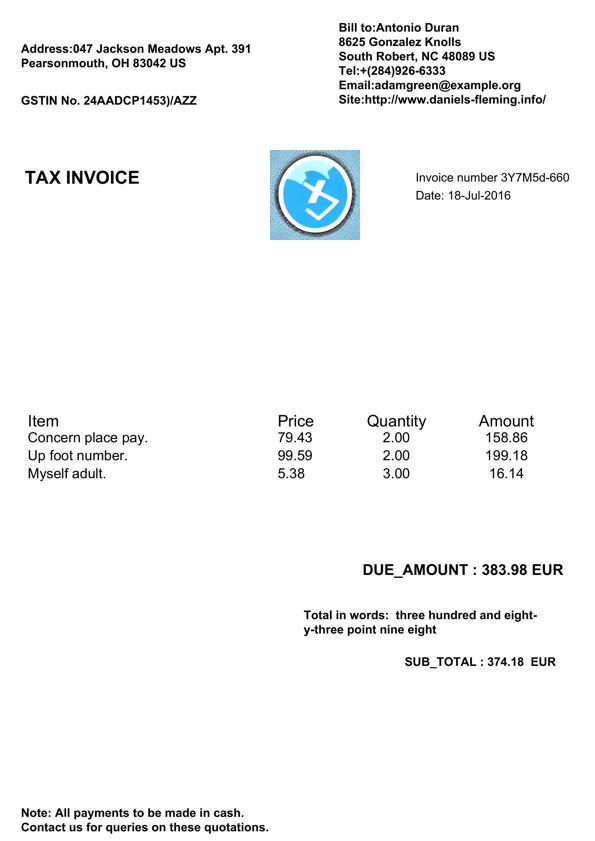 Address:047 Jackson Meadows Apt. 391
Pearsonmouth, OH 83042 US
GSTIN No. 24AADCP1453)/AZZ
Bill to:Antonio Duran
8625 Gonzalez Knolls
South Robert, NC 48089 US
Tel:+(284)926-6333
Email:adamgreen@example.org
Site:http://www.daniels-fleming.info/
TAX INVOICE
Invoice number 3Y7M5d-660
Date: 18-Jul-2016
Item Price Quantity Amount
Concern place pay. 79.43 2.00 158.86
Up foot number. 99.59 2.00 199.18
Myself adult. 5.38 3.00 16.14
DUE_AMOUNT : 383.98 EUR
Total in words: three hundred and eight-
y-three point nine eight
SUB_TOTAL : 374.18 EUR
Note: All payments to be made in cash.
Contact us for queries on these quotations.